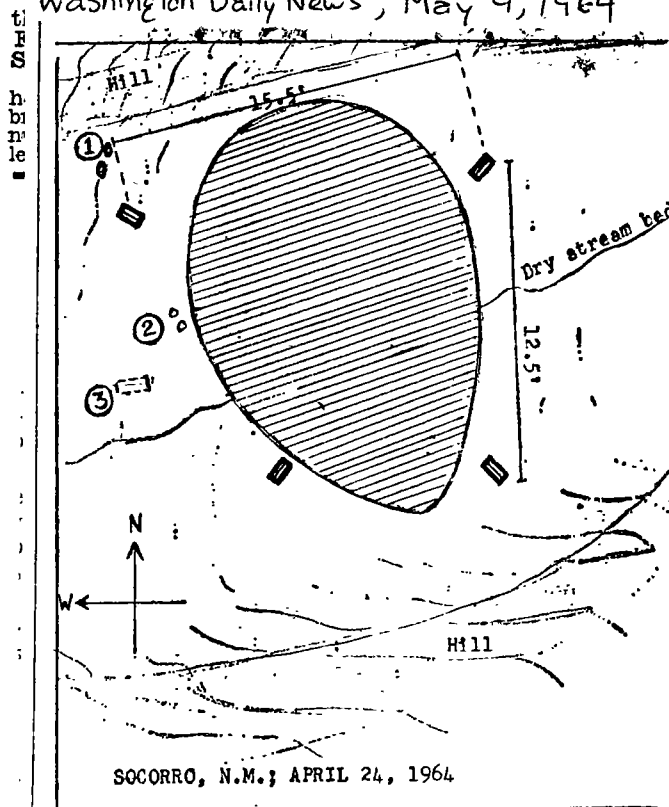 Washington Daily News, May 9, 1964
Hill
15.5'
1
Dry stream bed
2
12.5'
3
N
W
Hill
SOCORRO, N.M.; APRIL 24, 1964